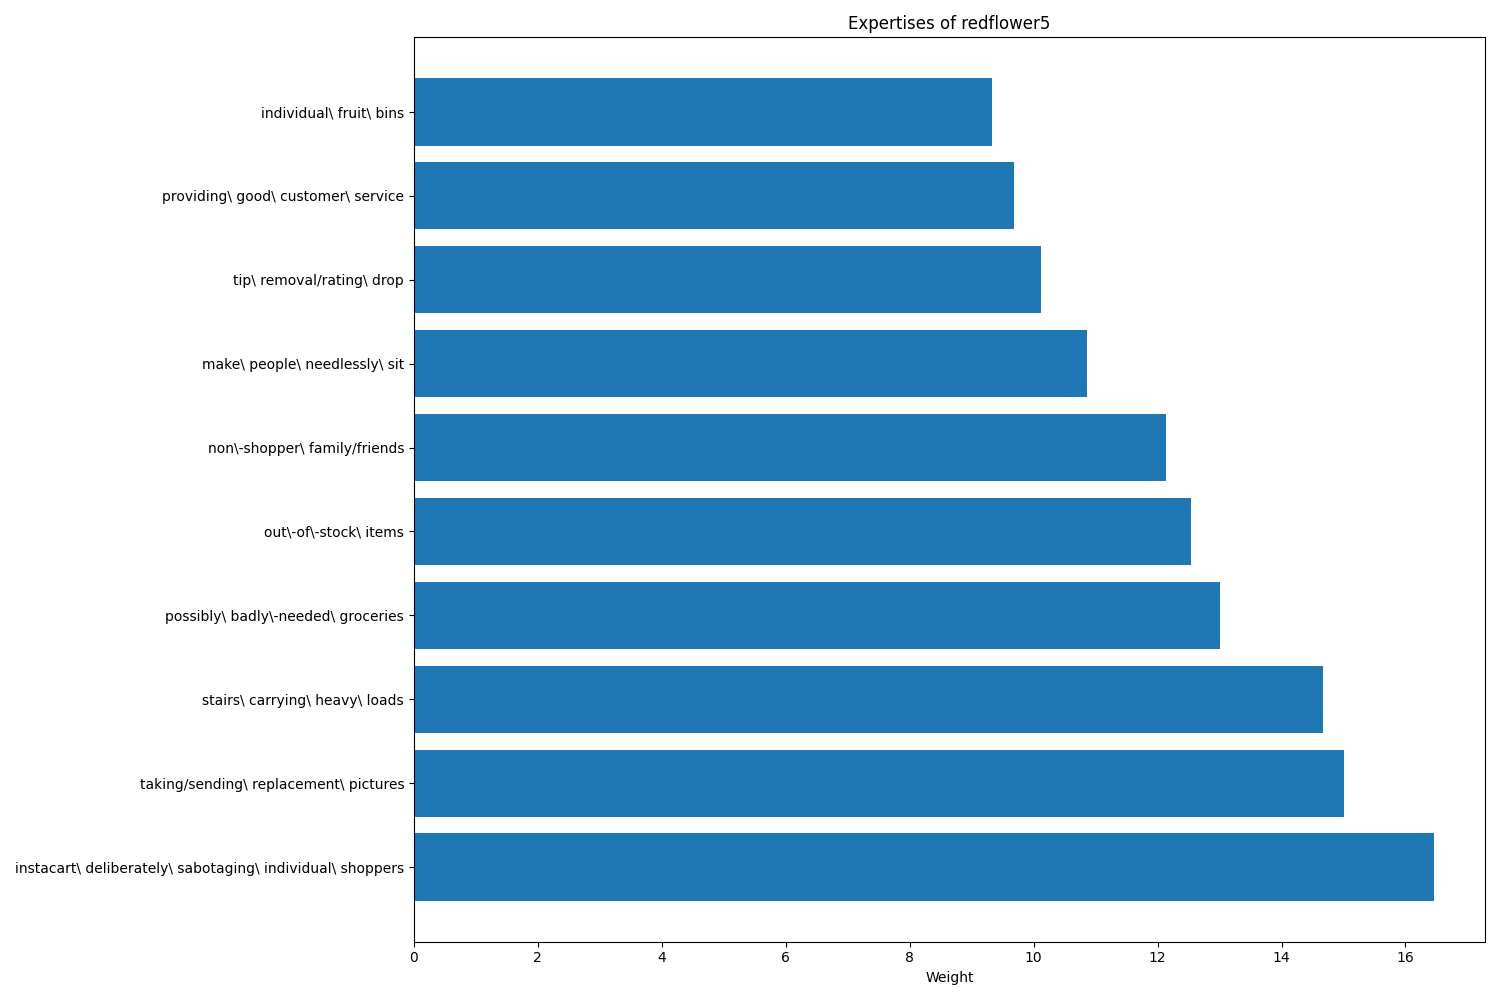 Expertises of redflower5
individual\ fruit\ bins
providing\ good\ customer\ service
tip\ removal/rating\ drop
make\ people\ needlessly\ sit
non\-shopper\ family/friends
out\-of\-stock\ items
possibly\ badly\-needed\ groceries
stairs\ carrying\ heavy\ loads
taking/sending\ replacement\ pictures
instacart\ deliberately\ sabotaging\ individual\ shoppers
0 2 4 6 8 10 12 14 16
Weight